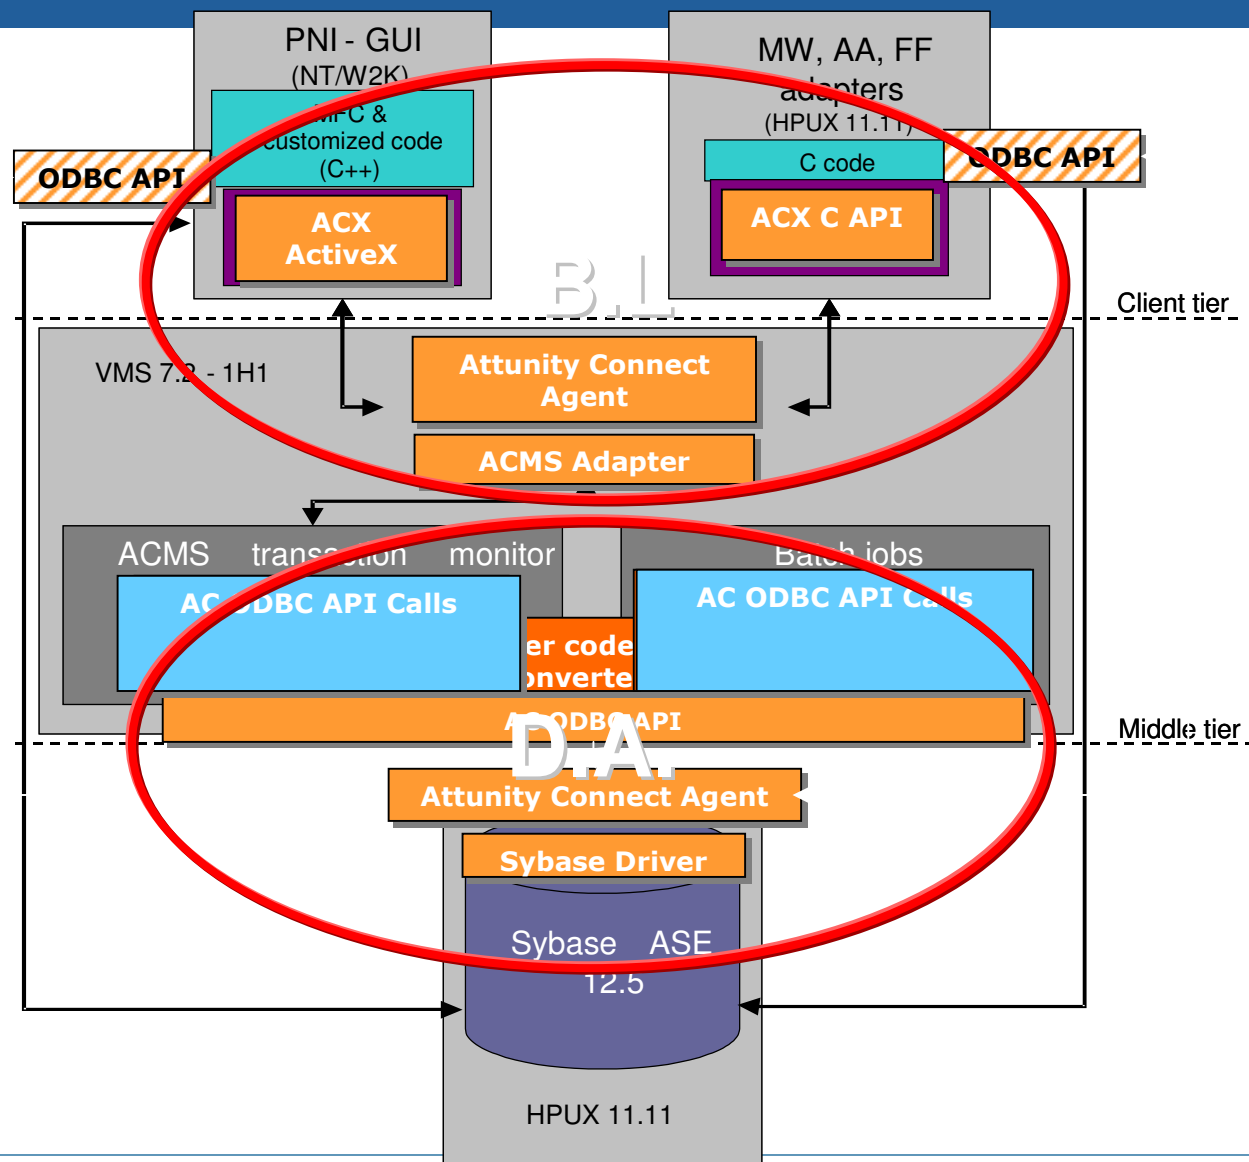 PNI - GUI
(NT/W2K)
MFC &
customized code
(C++)
ODBC API
ACX
ActiveX
MW, AA, FF
adapters
(HPUX 11.11)
C code
ODBC API
ACX C API
B.I.
Client tier
VMS 7.2 - 1H1
Attunity Connect
Agent
ACMS Adapter
ACMS transaction monitor
Batch jobs
AC ODBC API Calls
AC ODBC API Calls
er code
onverte
AC ODBC API
D.A.
Middle tier
Attunity Connect Agent
Sybase Driver
Sybase ASE
12.5
HPUX 11.11